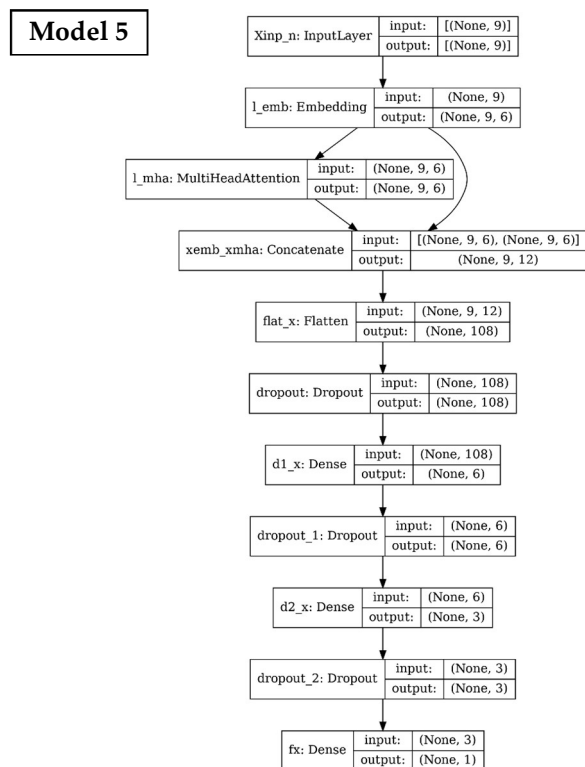 Model 5
Xinp_n: InputLayer
input: [(None, 9)]
output: [(None, 9)]
l_emb: Embedding
input: (None, 9)
output: (None, 9, 6)
l_mha: MultiHeadAttention
input: (None, 9, 6)
output: (None, 9, 6)
xemb_xmha: Concatenate
input: [(None, 9, 6), (None, 9, 6)]
output: (None, 9, 12)
flat_x: Flatten
input: (None, 9, 12)
output: (None, 108)
dropout: Dropout
input: (None, 108)
output: (None, 108)
d1_x: Dense
input: (None, 108)
output: (None, 6)
dropout_1: Dropout
input: (None, 6)
output: (None, 6)
d2_x: Dense
input: (None, 6)
output: (None, 3)
dropout_2: Dropout
input: (None, 3)
output: (None, 3)
fx: Dense
input: (None, 3)
output: (None, 1)